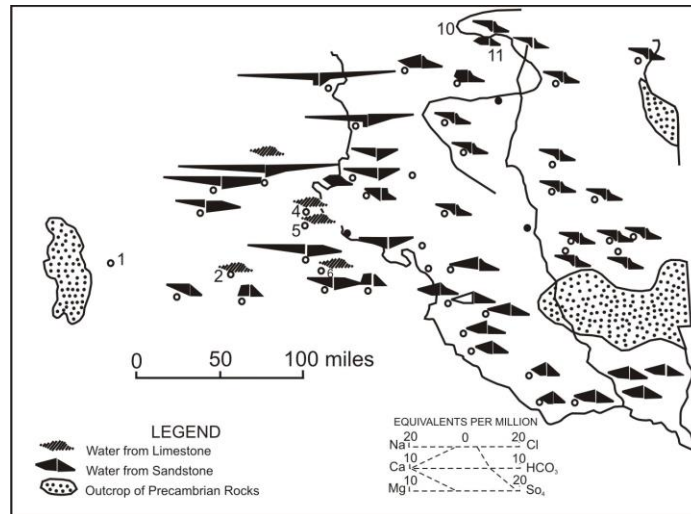 10
11
4
5
1
2
6
0 50 100 miles
LEGEND
Water from Limestone
Water from Sandstone
Outcrop of Precambrian Rocks
EQUIVALENTS PER MILLION
20 0 20
Na Cl
10 10
Ca HCO₃
10 20
Mg So₄